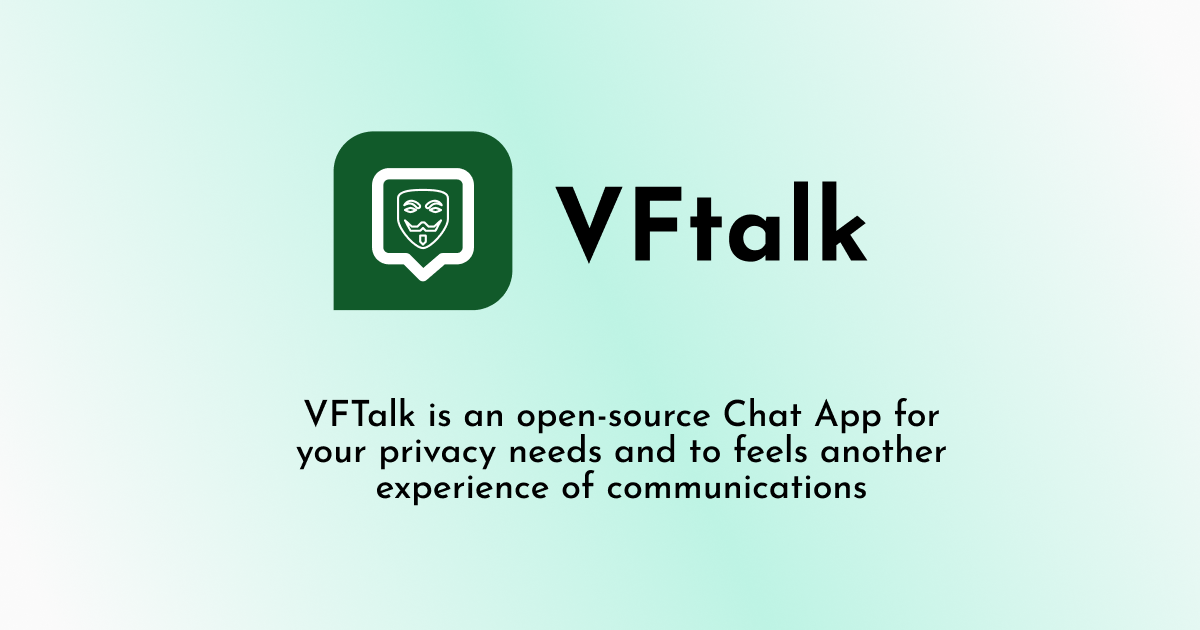 VFtalk
VFTalk is an open-source Chat App for
your privacy needs and to feels another
experience of communications